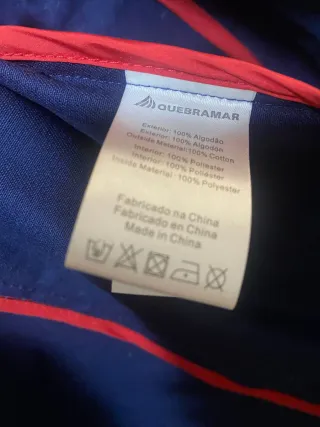 QUEBRAMAR
Exterior: 100% Algodão
Exterior: 100% Algodón
Outside Material: 100% Cotton
Interior: 100% Poliester
Interior: 100% Poliéster
Inside Material: 100% Polyester
Fabricado na China
Fabricado en China
Made in China